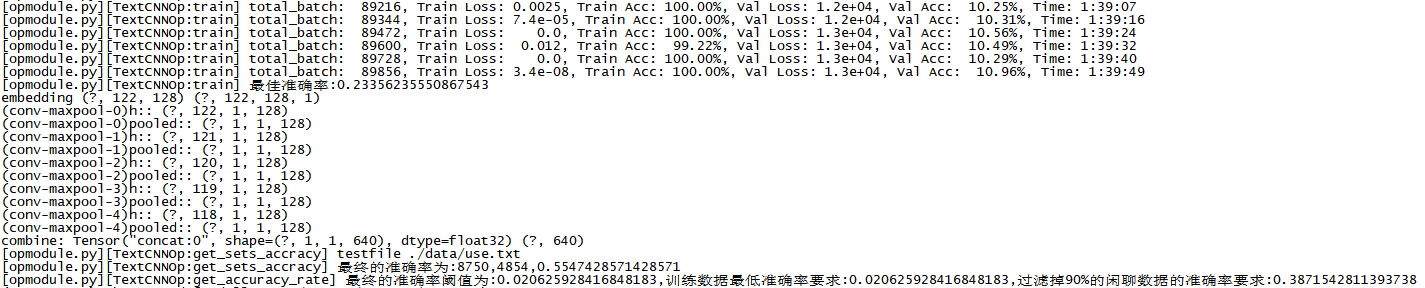 [opmodule.py][TextCNNOp:train] total_batch:  89216, Train Loss: 0.0025, Train Acc: 100.00%, Val Loss: 1.2e+04, Val Acc:  10.25%, Time: 1:39:07
[opmodule.py][TextCNNOp:train] total_batch:  89344, Train Loss: 7.4e-05, Train Acc: 100.00%, Val Loss: 1.2e+04, Val Acc:  10.31%, Time: 1:39:16
[opmodule.py][TextCNNOp:train] total_batch:  89472, Train Loss:    0.0, Train Acc: 100.00%, Val Loss: 1.3e+04, Val Acc:  10.56%, Time: 1:39:24
[opmodule.py][TextCNNOp:train] total_batch:  89600, Train Loss:  0.012, Train Acc:  99.22%, Val Loss: 1.3e+04, Val Acc:  10.49%, Time: 1:39:32
[opmodule.py][TextCNNOp:train] total_batch:  89728, Train Loss:    0.0, Train Acc: 100.00%, Val Loss: 1.3e+04, Val Acc:  10.29%, Time: 1:39:40
[opmodule.py][TextCNNOp:train] total_batch:  89856, Train Loss: 3.4e-08, Train Acc: 100.00%, Val Loss: 1.3e+04, Val Acc:  10.96%, Time: 1:39:49
[opmodule.py][TextCNNOp:train] 最佳准确率:0.23356235550867543
embedding (?, 122, 128) (?, 122, 128, 1)
(conv-maxpool-0)h:: (?, 122, 1, 128)
(conv-maxpool-0)pooled:: (?, 1, 1, 128)
(conv-maxpool-1)h:: (?, 121, 1, 128)
(conv-maxpool-1)pooled:: (?, 1, 1, 128)
(conv-maxpool-2)h:: (?, 120, 1, 128)
(conv-maxpool-2)pooled:: (?, 1, 1, 128)
(conv-maxpool-3)h:: (?, 119, 1, 128)
(conv-maxpool-3)pooled:: (?, 1, 1, 128)
(conv-maxpool-4)h:: (?, 118, 1, 128)
(conv-maxpool-4)pooled:: (?, 1, 1, 128)
combine: Tensor("concat:0", shape=(?, 1, 1, 640), dtype=float32) (?, 640)
[opmodule.py][TextCNNOp:get_sets_accracy] testfile ./data/use.txt
[opmodule.py][TextCNNOp:get_sets_accracy] 最终的准确率为:8750,4854,0.5547428571428571
[opmodule.py][TextCNNOp:get_accuracy_rate] 最终的准确率阈值为:0.020625928416848183,训练数据最低准确率要求:0.020625928416848183,过滤掉90%的闲聊数据的准确率要求:0.3871542811393738